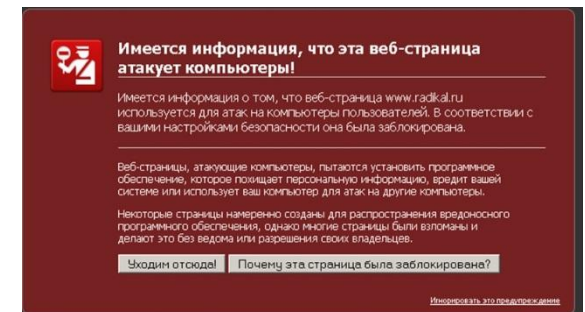 Имеется информация, что эта веб-страница
атакует компьютеры!
Имеется информация о том, что веб-страница www.radikal.ru
используется для атак на компьютеры пользователей. В соответствии с
вашими настройками безопасности она была заблокирована.
Веб-страницы, атакующие компьютеры, пытаются установить программное
обеспечение, которое похищает персональную информацию, вредит вашей
системе или использует ваш компьютер для атак на другие компьютеры.
Некоторые страницы намеренно созданы для распространения вредоносного
программного обеспечения, однако многие страницы были взломаны и
делают это без ведома или разрешения своих владельцев.
Уходим отсюда! Почему эта страница была заблокирована?
Игнорировать это предупреждение